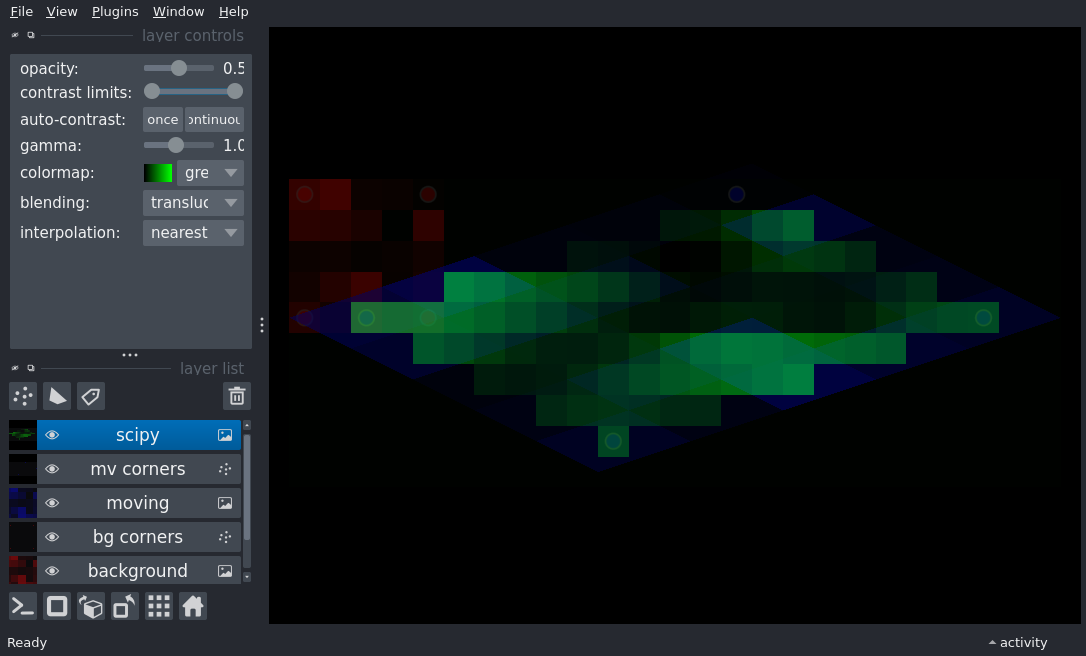 File View Plugins Window Help
layer controls
opacity: 0.5
contrast limits:
auto-contrast: once ontinuou
gamma: 1.0
colormap: gre
blending: transluc
interpolation: nearest
layer list
scipy
mv corners
moving
bg corners
background
Ready activity